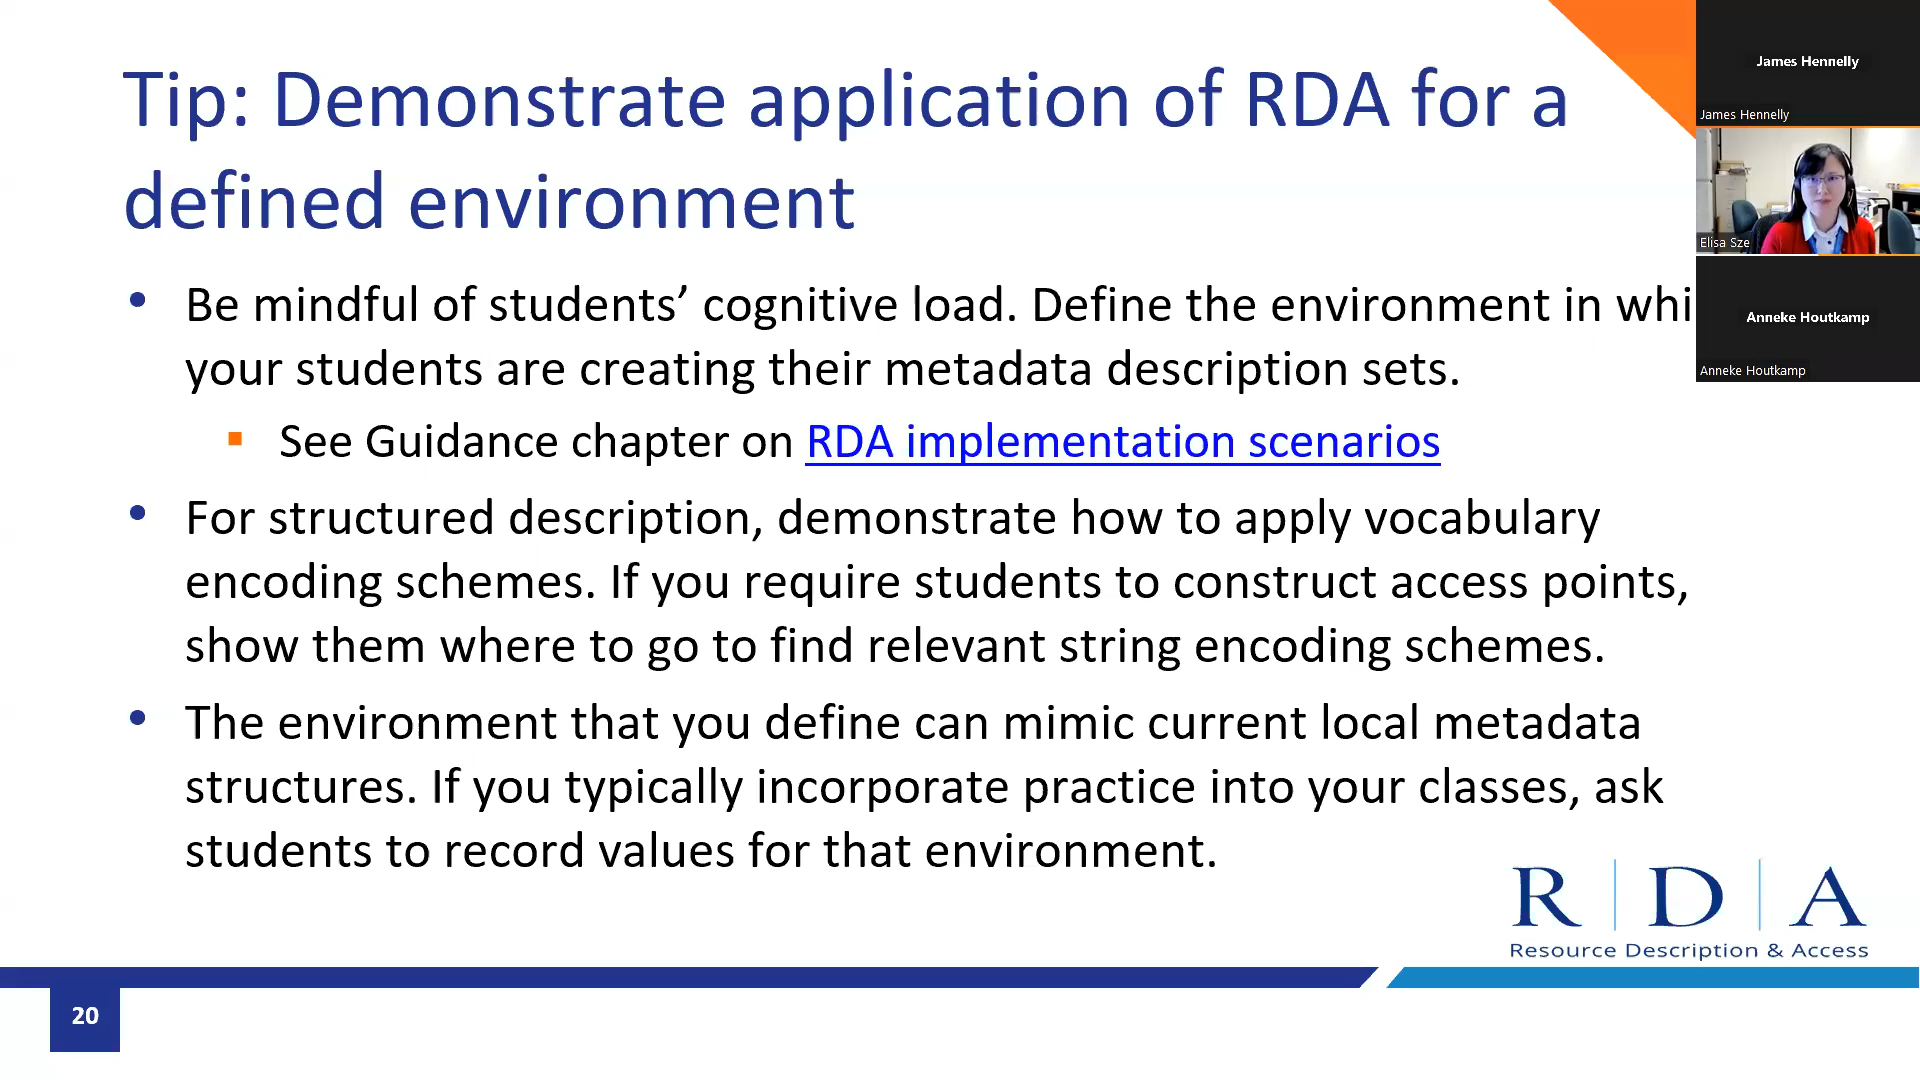 Tip: Demonstrate application of RDA for a
defined environment
• Be mindful of students’ cognitive load. Define the environment in whi
your students are creating their metadata description sets.
▪ See Guidance chapter on RDA implementation scenarios
• For structured description, demonstrate how to apply vocabulary
encoding schemes. If you require students to construct access points,
show them where to go to find relevant string encoding schemes.
• The environment that you define can mimic current local metadata
structures. If you typically incorporate practice into your classes, ask
students to record values for that environment.
R|D|A
Resource Description & Access
20
James Hennelly
James Hennelly
Elisa Sze
Anneke Houtkamp
Anneke Houtkamp